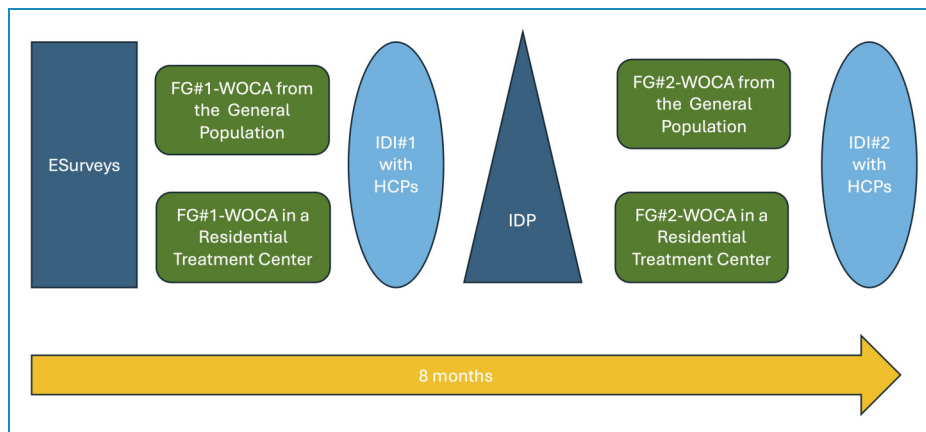 ESurveys
FG#1-WOCA from
the General
Population
FG#1-WOCA in a
Residential
Treatment Center
IDI#1
with
HCPs
IDP
FG#2-WOCA from
the General
Population
FG#2-WOCA in a
Residential
Treatment Center
IDI#2
with
HCPs
8 months